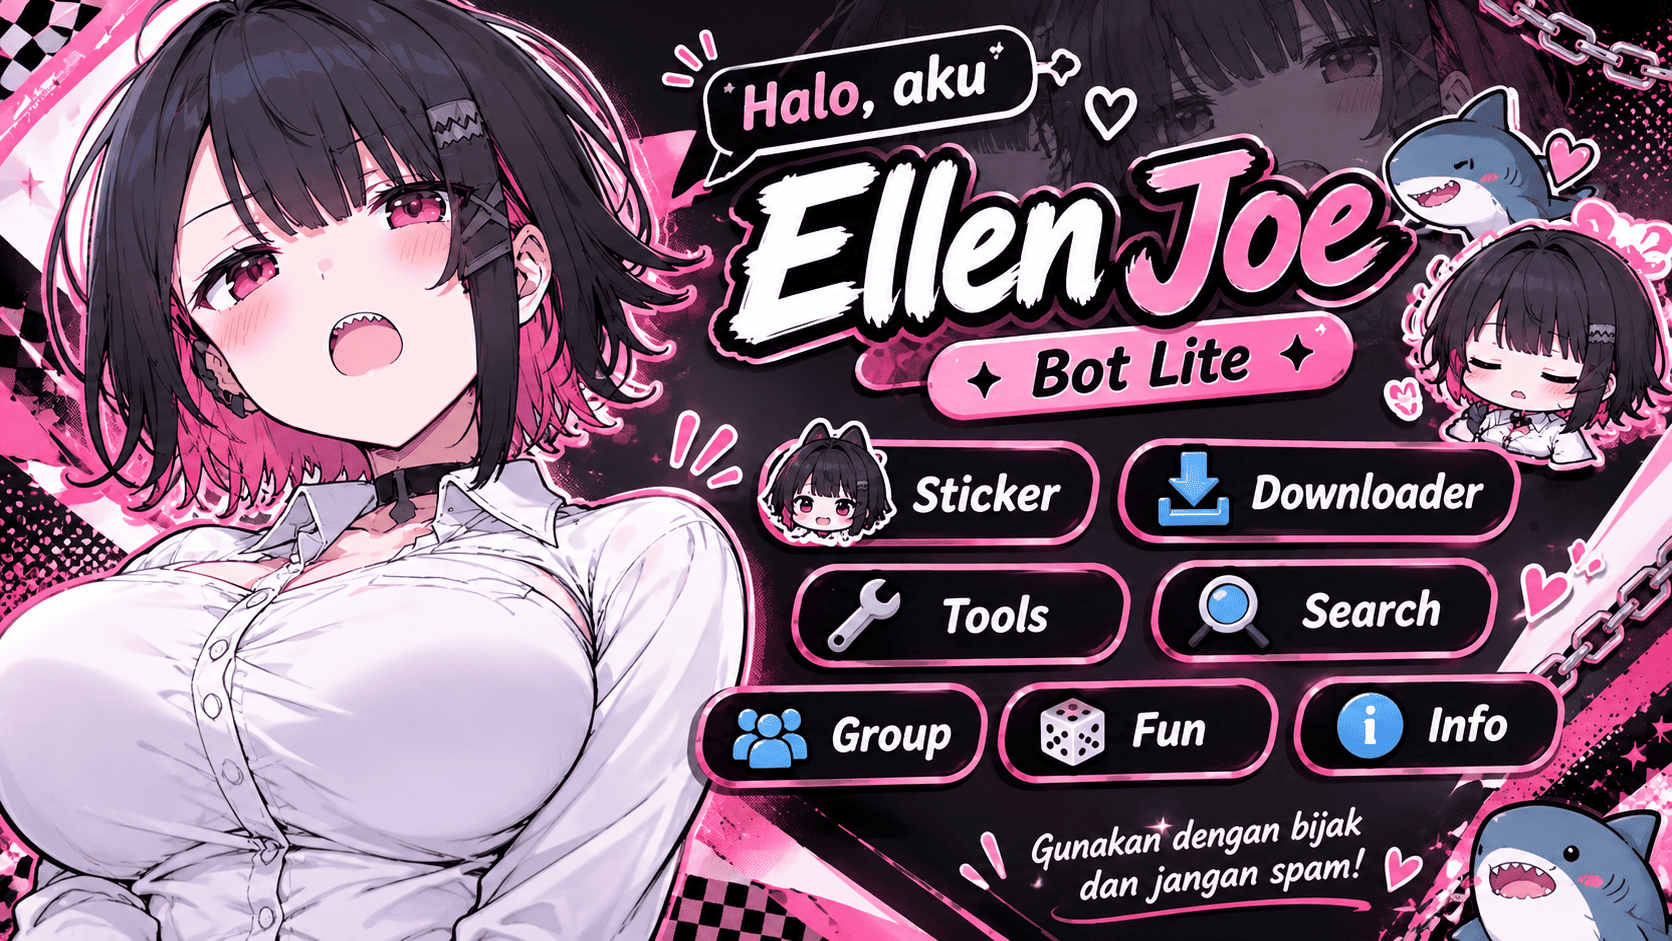 Halo, aku
Ellen Joe
Bot Lite
Sticker
Downloader
Tools
Search
Group
Fun
Info
Gunakan dengan bijak
dan jangan spam!